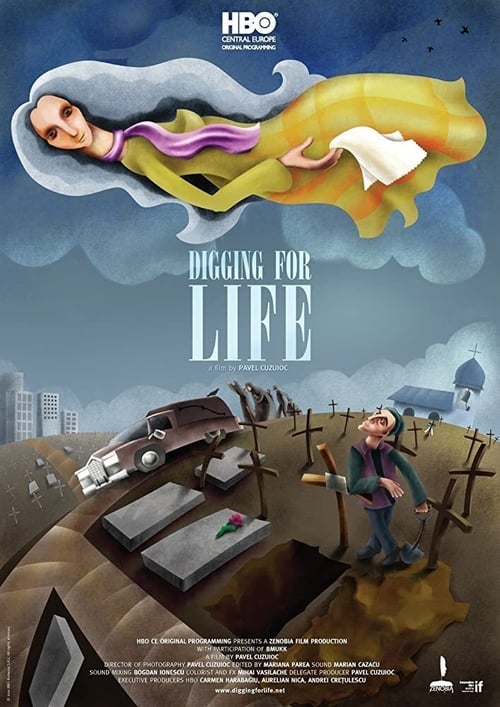 HBO
CENTRAL EUROPE
ORIGINAL PROGRAMMING
DIGGING FOR
LIFE
a film by PAVEL CUZUIOC
HBO CE ORIGINAL PROGRAMMING PRESENTS A ZENOBIA FILM PRODUCTION
WITH PARTICIPATION OF BMUKK
A FILM BY PAVEL CUZUIOC
DIRECTOR OF PHOTOGRAPHY PAVEL CUZUIOC EDITED BY MARIANA PAREA SOUND MARIAN CAZACU
SOUND MIXING BOGDAN IONESCU COLORIST AND FX MIHAI VASILACHE DELEGATE PRODUCER PAVEL CUZUIOC
EXECUTIVE PRODUCERS HBO CARMEN HARABAGIU, AURELIAN NICA, ANDREI CREȚULESCU
www.diggingforlife.net
ZENOBIA
if